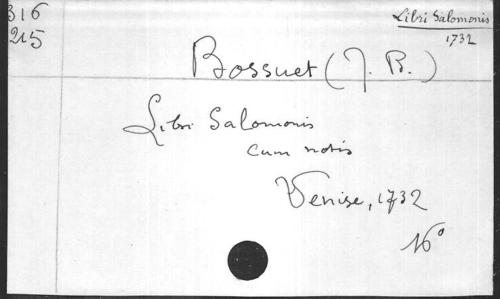 316
215
Libri Salomonis
1732
Bossuet (J. B.)
Libri Salomonis
cum notis
Venise, 1732
16°